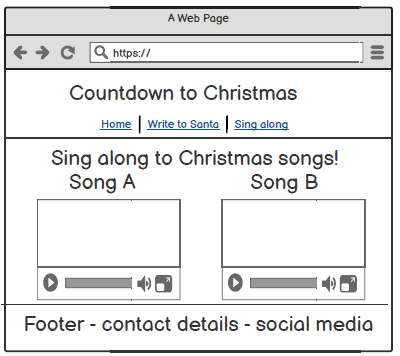 A Web Page
https://
Countdown to Christmas
Home Write to Santa Sing along
Sing along to Christmas songs!
Song A Song B
Footer - contact details - social media